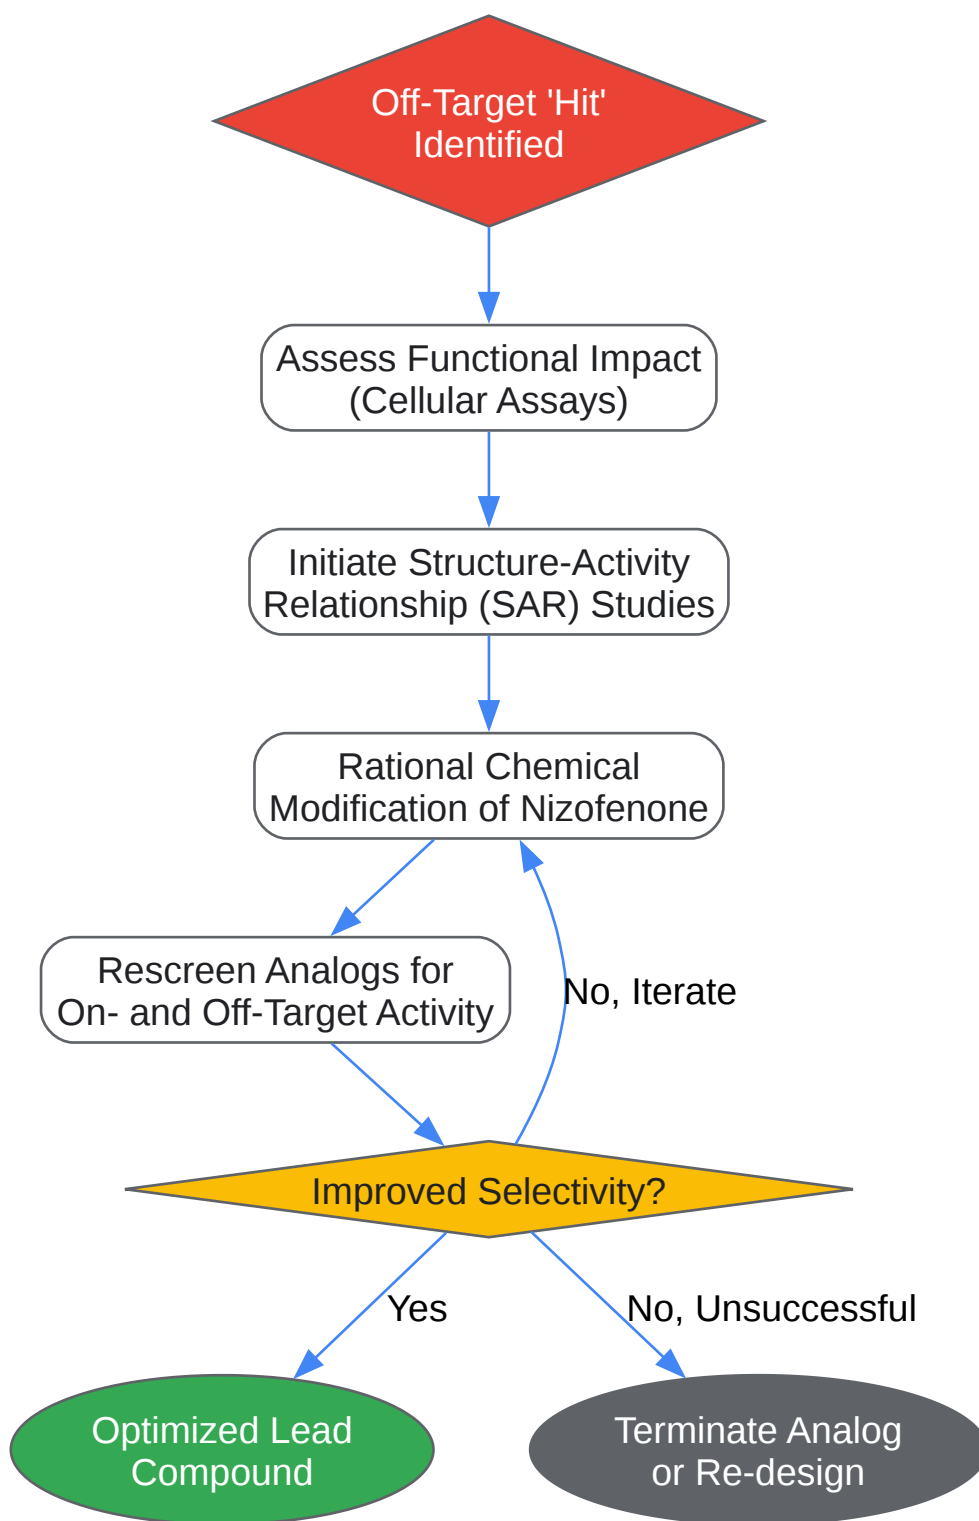 Off-Target 'Hit'
Identified
Assess Functional Impact
(Cellular Assays)
Initiate Structure-Activity
Relationship (SAR) Studies
Rational Chemical
Modification of Nizofenone
Rescreen Analogs for
On- and Off-Target Activity
No, Iterate
Improved Selectivity?
Yes
No, Unsuccessful
Optimized Lead
Compound
Terminate Analog
or Re-design